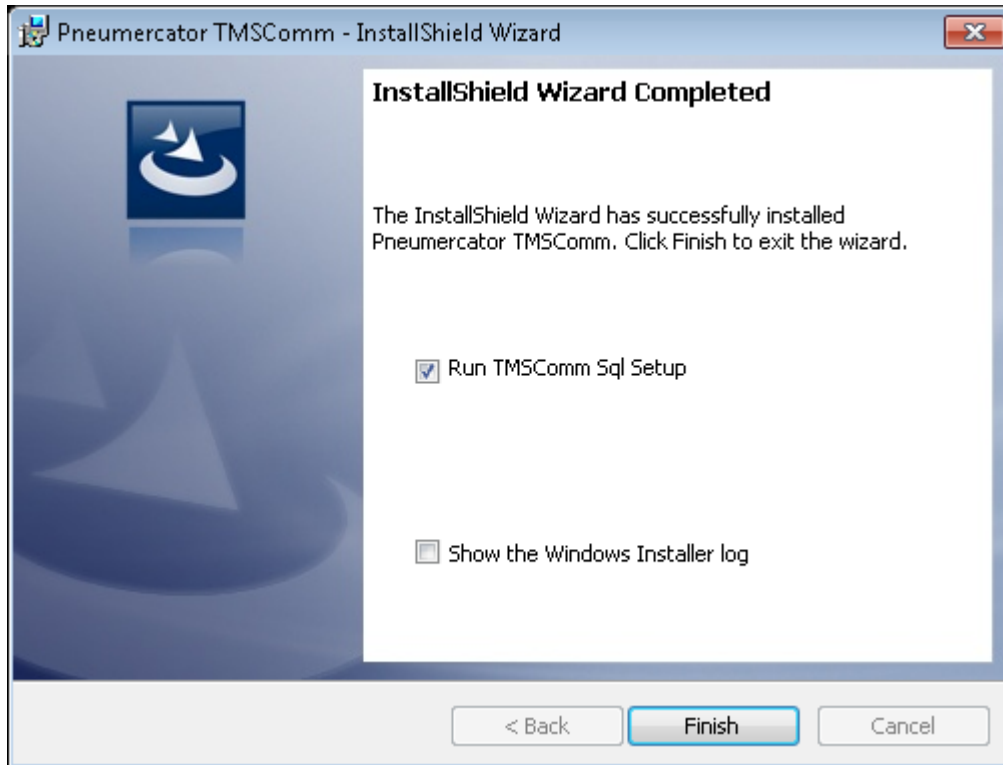 Pneumercator TMSComm - InstallShield Wizard
InstallShield Wizard Completed
The InstallShield Wizard has successfully installed
Pneumercator TMSComm. Click Finish to exit the wizard.
Run TMSComm Sql Setup
Show the Windows Installer log
< Back
Finish
Cancel